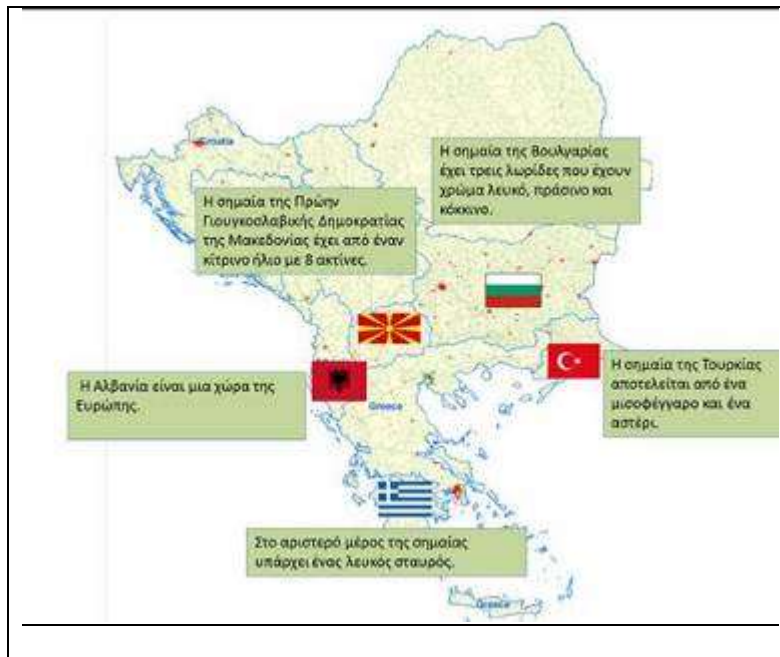 Croatia
Η σημαία της Βουλγαρίας
έχει τρεις λωρίδες που έχουν
χρώμα λευκό, πράσινο και
κόκκινο.
Η σημαία της Πρώην
Γιουγκοσλαβικής Δημοκρατίας
της Μακεδονίας έχει από έναν
κίτρινο ήλιο με 8 ακτίνες.
Η Αλβανία είναι μια χώρα της
Ευρώπης.
Greece
Η σημαία της Τουρκίας
αποτελείται από ένα
μισοφέγγαρο και ένα
αστέρι.
Στο αριστερό μέρος της σημαίας
υπάρχει ένας λευκός σταυρός.
Greece